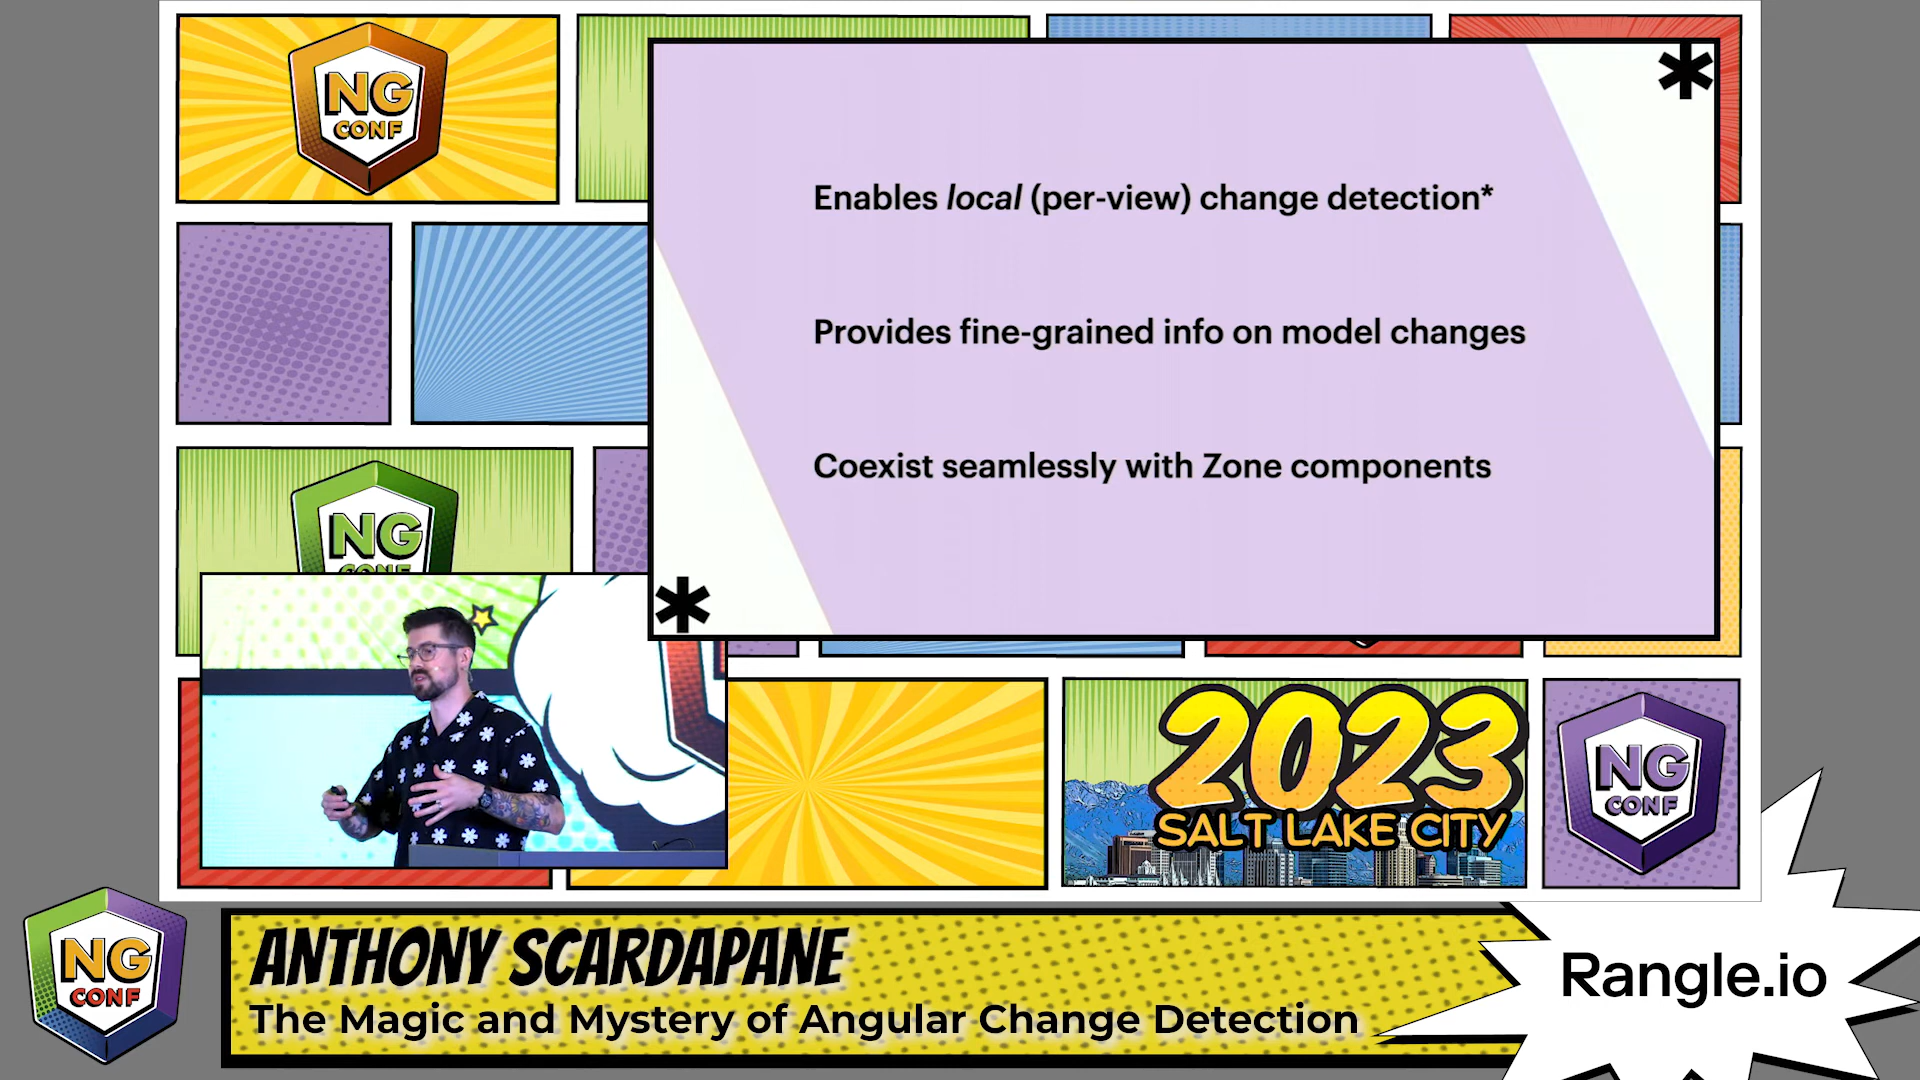 NG
CONF
Enables local (per-view) change detection*
Provides fine-grained info on model changes
Coexist seamlessly with Zone components
NG
CONF
2023
SALT LAKE CITY
NG
CONF
NG
CONF
ANTHONY SCARDAPANE
The Magic and Mystery of Angular Change Detection
Rangle.io